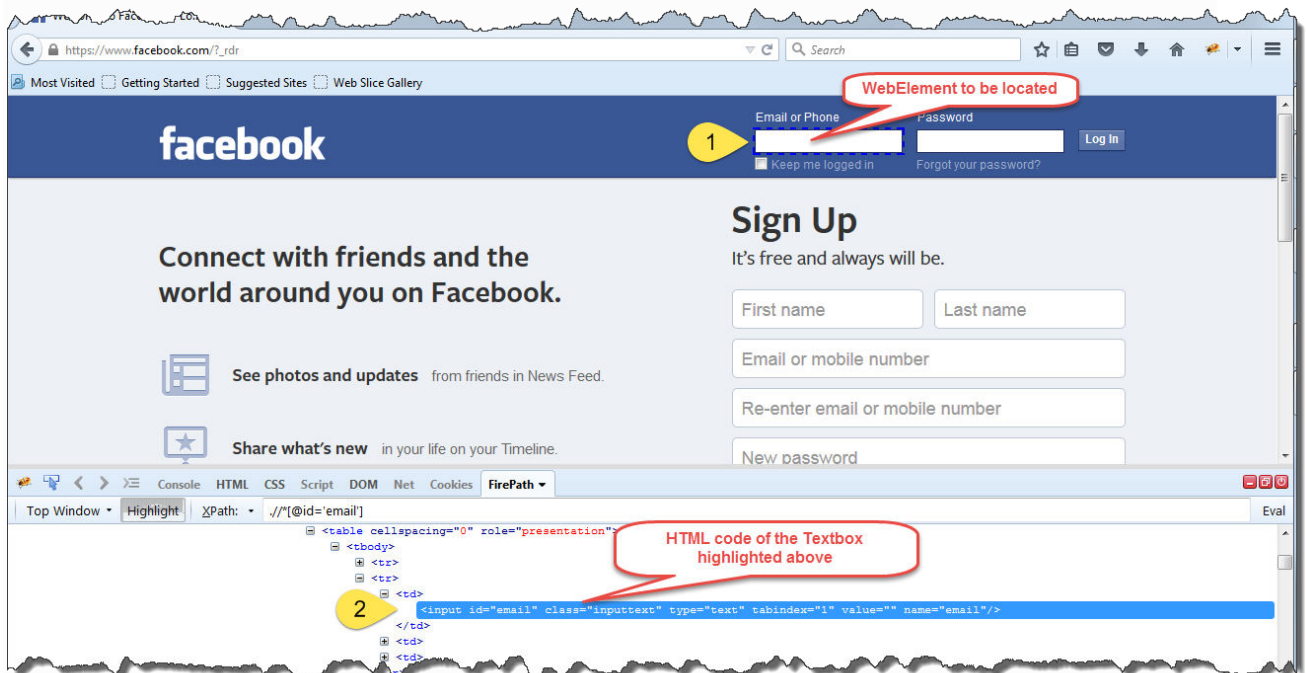 https://www.facebook.com/?_rdr
Search
Most Visited Getting Started Suggested Sites Web Slice Gallery
WebElement to be located
Email or Phone Password
facebook
1
Log In
Keep me logged in Forgot your password?
Sign Up
It's free and always will be.
Connect with friends and the
world around you on Facebook.
First name Last name
Email or mobile number
See photos and updates from friends in News Feed.
Re-enter email or mobile number
Share what's new in your life on your Timeline.
New password
Console HTML CSS Script DOM Net Cookies FirePath
Top Window Highlight XPath: .//*[@id='email'] Eval
<table cellspacing="0" role="presentation">
HTML code of the Textbox
highlighted above
<tbody>
<tr>
<tr>
<td>
2
<input id="email" class="inputtext" type="text" tabindex="1" value="" name="email"/>
</td>
<td>
<td>